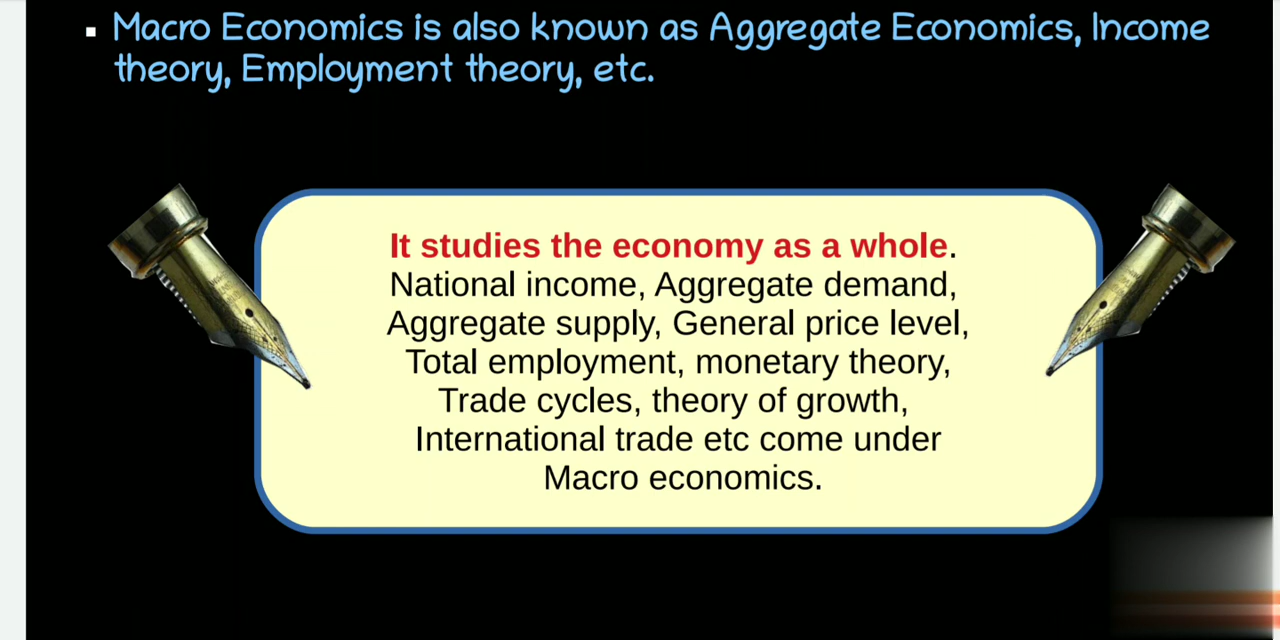 ▪ Macro Economics is also known as Aggregate Economics, Income
theory, Employment theory, etc.
It studies the economy as a whole.
National income, Aggregate demand,
Aggregate supply, General price level,
Total employment, monetary theory,
Trade cycles, theory of growth,
International trade etc come under
Macro economics.